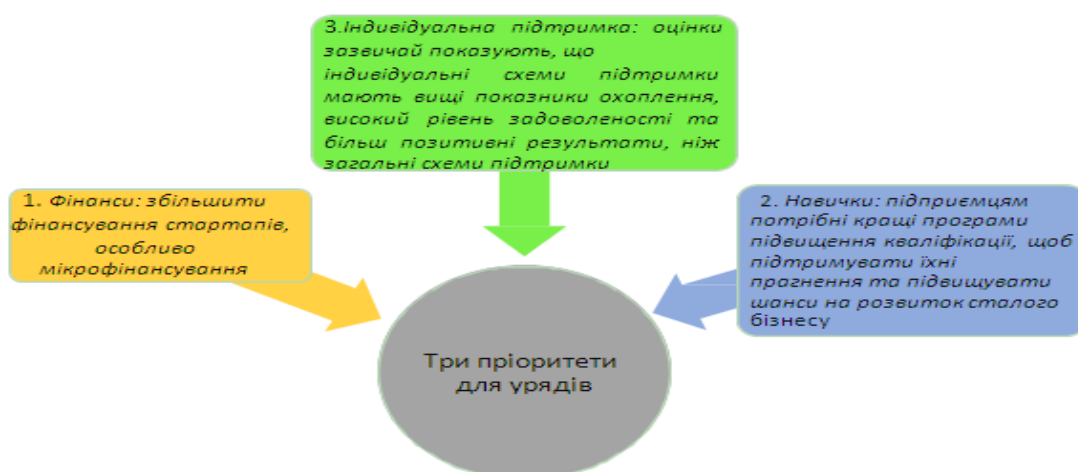 3.Індивідуальна підтримка: оцінки
зазвичай показують, що
індивідуальні схеми підтримки
мають вищі показники охоплення,
високий рівень задоволеності та
більш позитивні результати, ніж
загальні схеми підтримки
1. Фінанси: збільшити
фінансування стартапів,
особливо
мікрофінансування
2. Навички: підприємцям
потрібні кращі програми
підвищення кваліфікації, щоб
підтримувати їхні
прагнення та підвищувати
шанси на розвиток сталого
бізнесу
Три пріоритети
для урядів